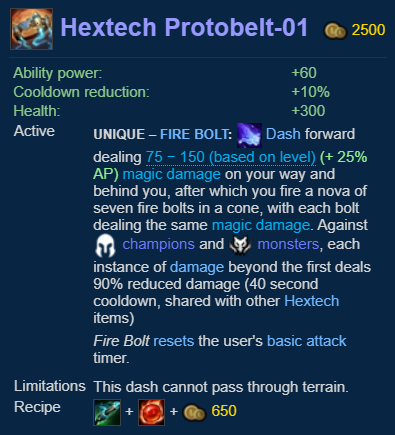 Hextech Protobelt-01 2500
Ability power: +60
Cooldown reduction: +10%
Health: +300
Active UNIQUE – FIRE BOLT: Dash forward
dealing 75 − 150 (based on level) (+ 25%
AP) magic damage on your way and
behind you, after which you fire a nova of
seven fire bolts in a cone, with each bolt
dealing the same magic damage. Against
champions and monsters, each
instance of damage beyond the first deals
90% reduced damage (40 second
cooldown, shared with other Hextech
items)
Fire Bolt resets the user's basic attack
timer.
Limitations This dash cannot pass through terrain.
Recipe + + 650